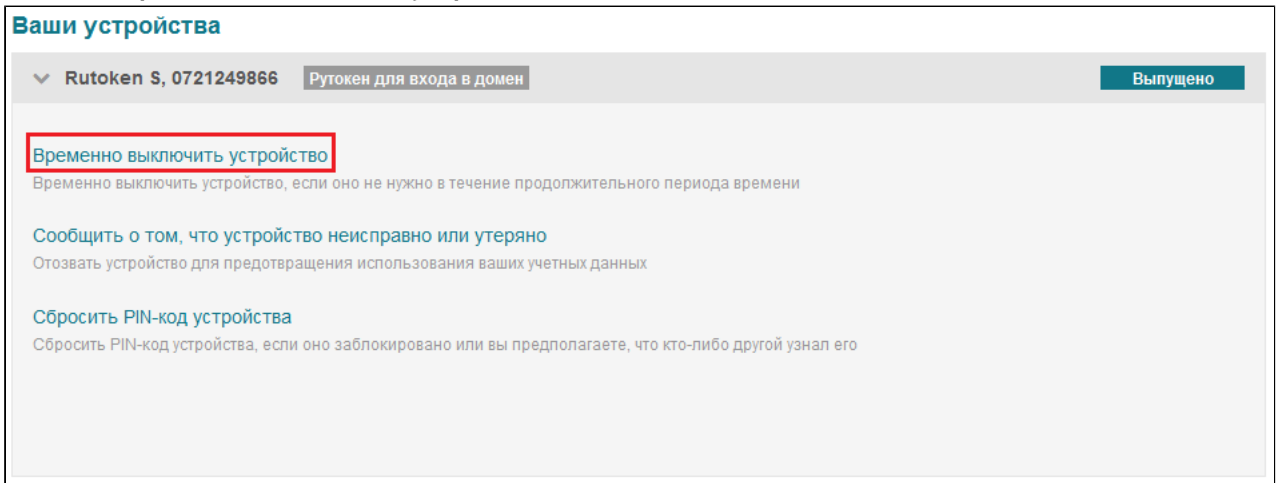 Ваши устройства
Rutoken S, 0721249866 Рутокен для входа в домен Выпущено
Временно выключить устройство
Временно выключить устройство, если оно не нужно в течение продолжительного периода времени
Сообщить о том, что устройство неисправно или утеряно
Отозвать устройство для предотвращения использования ваших учетных данных
Сбросить PIN-код устройства
Сбросить PIN-код устройства, если оно заблокировано или вы предполагаете, что кто-либо другой узнал его